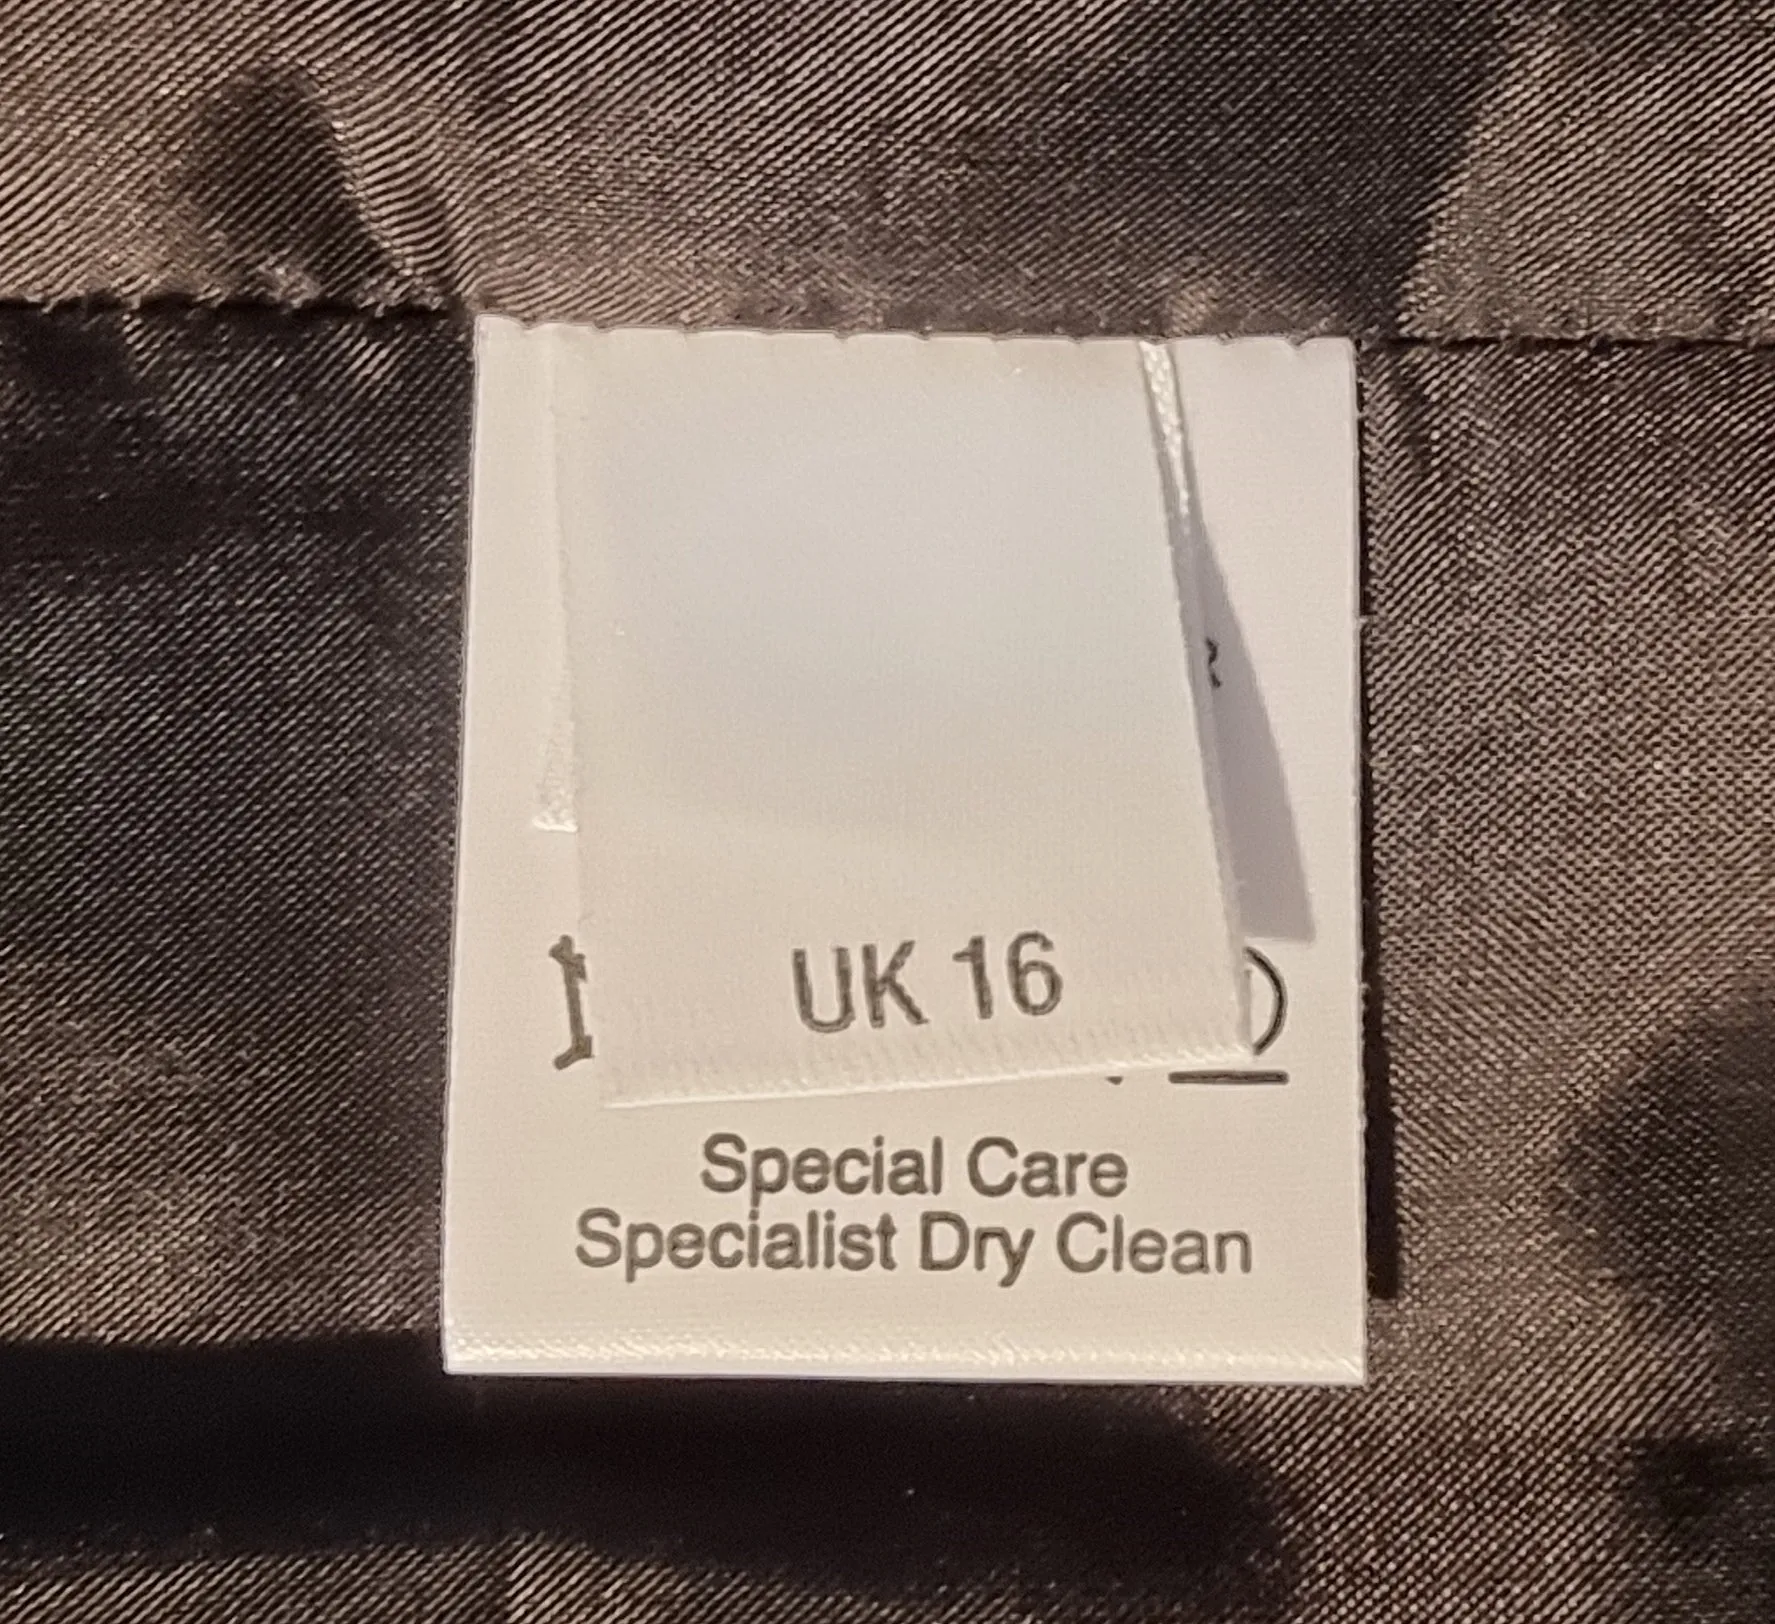 UK 16
Special Care
Specialist Dry Clean